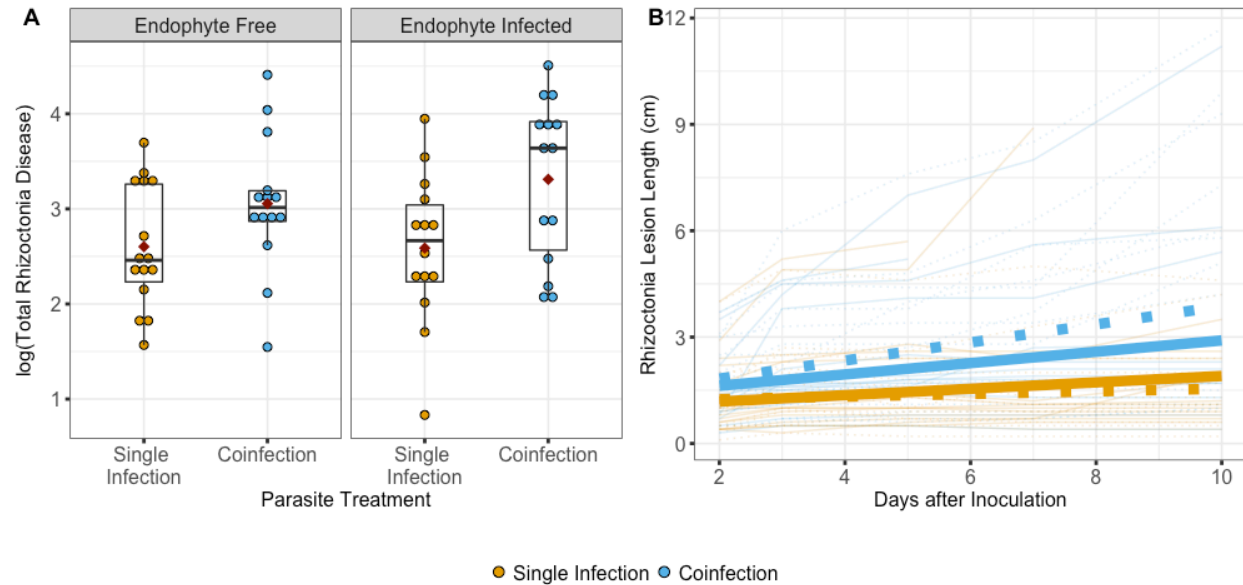 A
Endophyte Free
Endophyte Infected
log(Total Rhizoctonia Disease)
4
3
2
1
Single
Infection
Coinfection
Single
Infection
Coinfection
Parasite Treatment
B
Rhizoctonia Lesion Length (cm)
12
9
6
3
0
2
4
6
8
10
Days after Inoculation
Single Infection
Coinfection